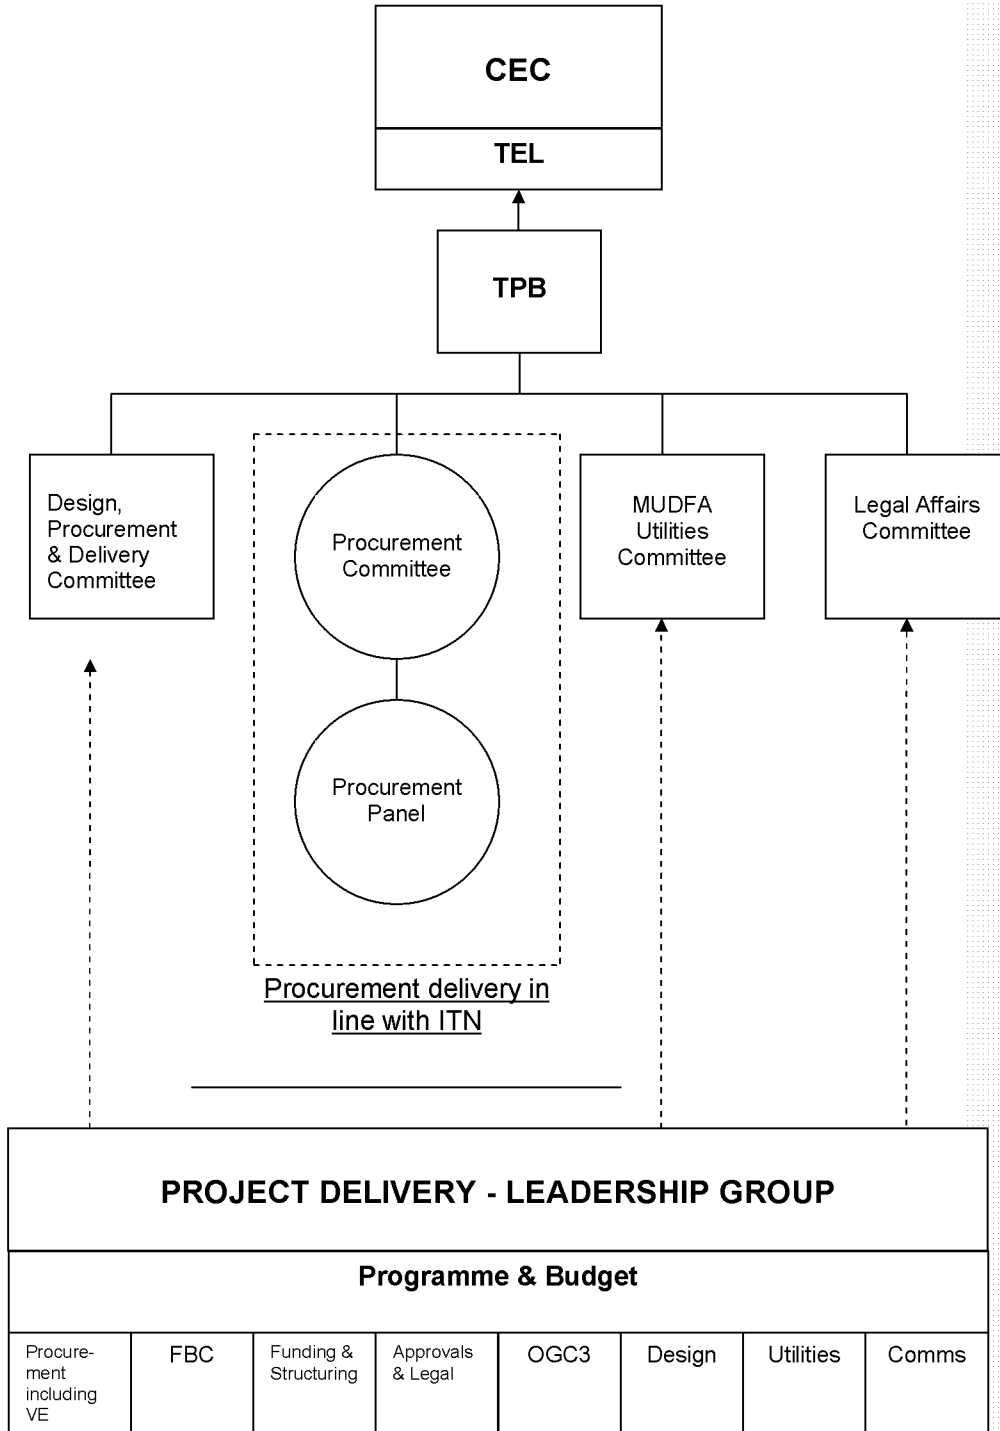 CEC
TEL
TPB
Design,
Procurement
& Delivery
Committee
Procurement
Committee
MUDFA
Utilities
Committee
Legal Affairs
Committee
Procurement
Panel
Procurement delivery in
line with ITN
PROJECT DELIVERY - LEADERSHIP GROUP
Programme & Budget
Procure-
ment
including
VE
FBC
Funding &
Structuring
Approvals
& Legal
OGC3
Design
Utilities
Comms